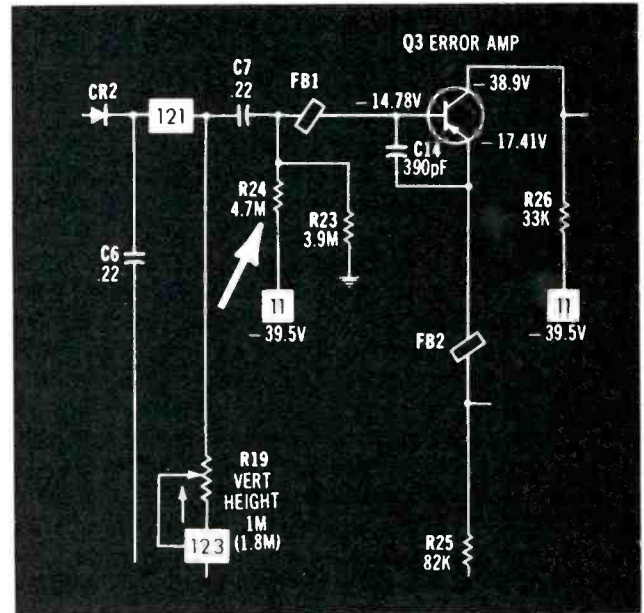 Q3 ERROR AMP
C7
.22
FB1
- 38.9V
CR2
121
- 14.78V
- 17.41V
C14
390pF
R24
4.7M
R23
3.9M
R26
33K
C6
.22
11
- 39.5V
11
- 39.5V
FB2
R19
VERT
HEIGHT
1M
(1.8M)
123
R25
82K